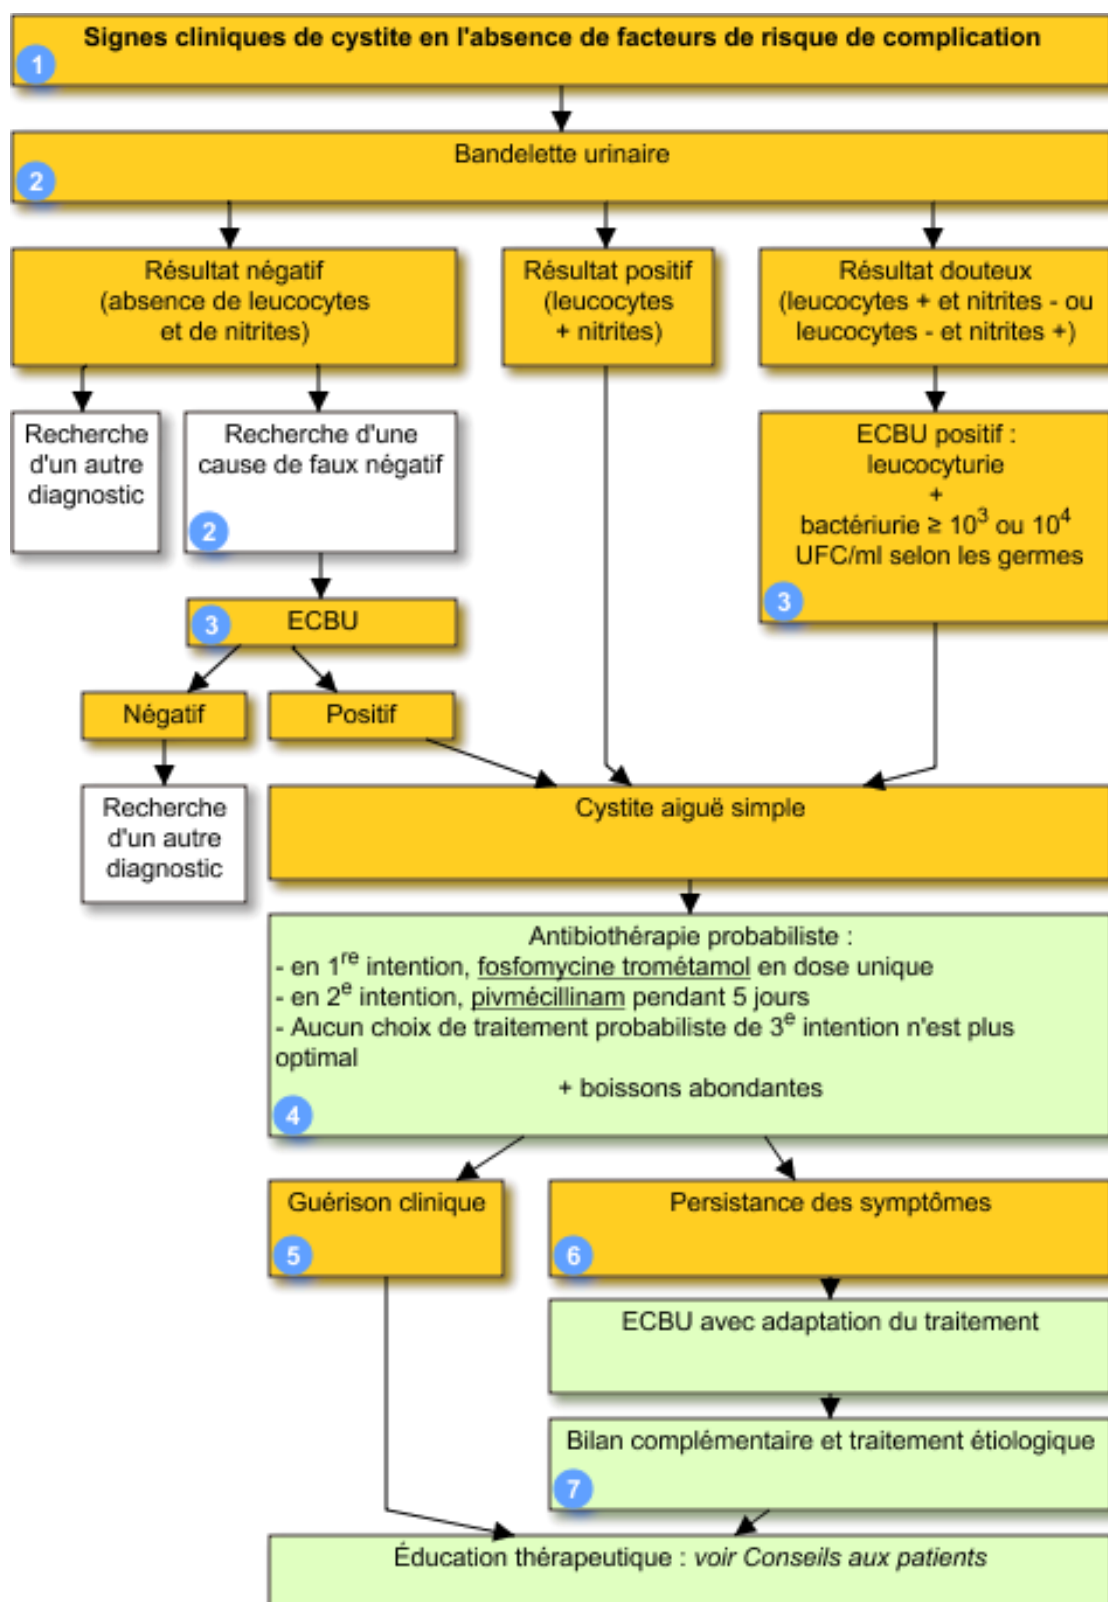 Signes cliniques de cystite en l'absence de facteurs de risque de complication
1
Bandelette urinaire
2
Résultat négatif
(absence de leucocytes
et de nitrites)
Résultat positif
(leucocytes
+ nitrites)
Résultat douteux
(leucocytes + et nitrites - ou
leucocytes - et nitrites +)
Recherche
d'un autre
diagnostic
Recherche d'une
cause de faux négatif
2
ECBU positif :
leucocyturie
+
bactériurie ≥ 10³ ou 10⁴
UFC/ml selon les germes
3
3
ECBU
Négatif
Positif
Recherche
d'un autre
diagnostic
Cystite aiguë simple
Antibiothérapie probabiliste :
- en 1re intention, fosfomycine trométamol en dose unique
- en 2e intention, pivmécillinam pendant 5 jours
- Aucun choix de traitement probabiliste de 3e intention n'est plus
optimal
+ boissons abondantes
4
Guérison clinique
5
Persistance des symptômes
6
ECBU avec adaptation du traitement
Bilan complémentaire et traitement étiologique
7
Éducation thérapeutique : voir Conseils aux patients